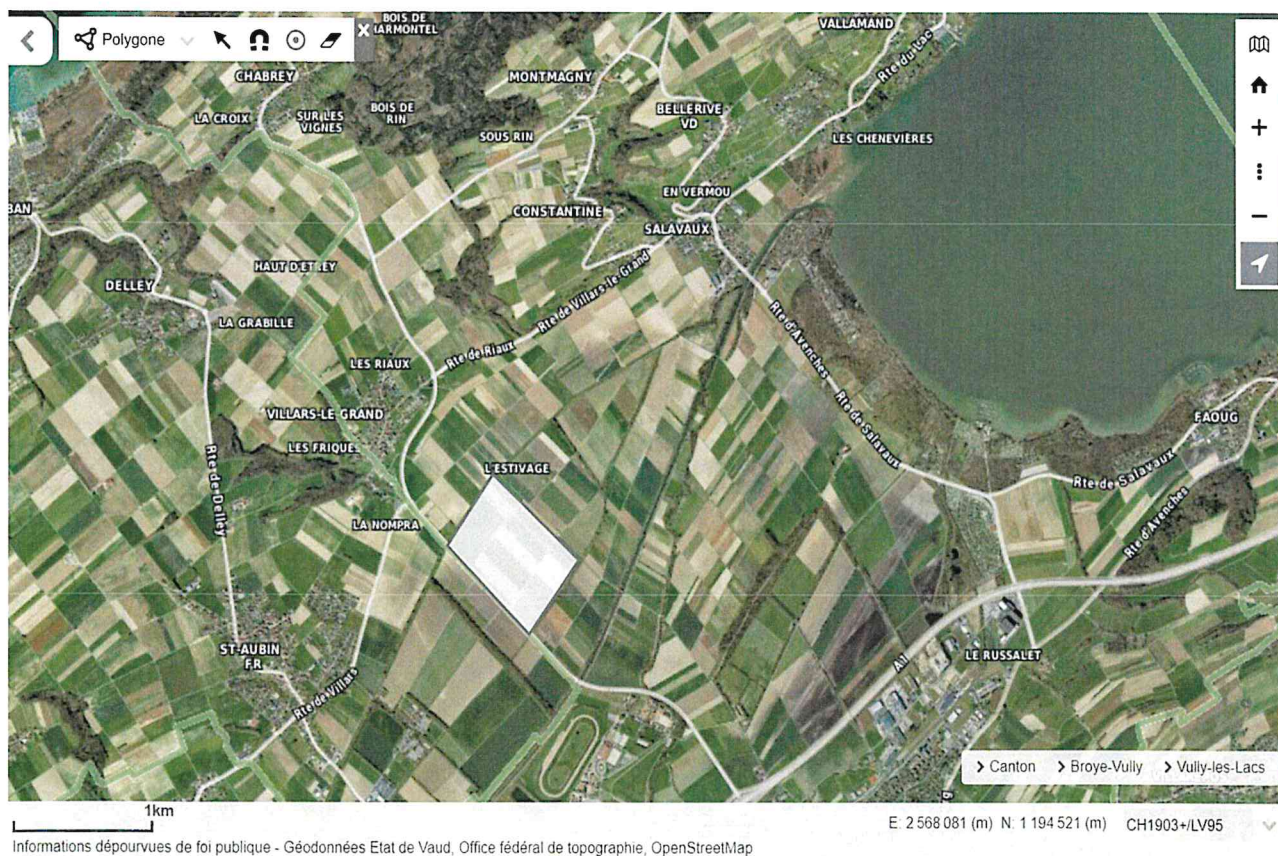 Polygone
x
BOIS DE
CHABREY
MONTMAGNY
VALLAMAND
Rte du Lac
LA CROIX
SUR LES
VIGNES
BOIS DE
RIN
SOUS RIN
BELLERIVE
VD
LES CHENEVIÈRES
EN VERMOU
CONSTANTINE
SALAVAUX
HAUT D'ETREY
DELLEY
LA GRABILLE
Rte de Villars-le-Grand
Rte d'Avenches
LES RIAUX
Rte de Riaux
VILLARS-LE GRAND
LES FRIQUES
Rte de Delley
L'ESTIVAGE
LA NOMPRA
Rte de Salavaux
FAOUG
Rte de Salavaux
Rte d'Avenches
ST-AUBIN
FR
Rte de Villars
A1
LE RUSSALET
> Canton > Broye-Vully > Vully-les-Lacs
1km
E: 2 568 081 (m) N: 1 194 521 (m) CH1903+/LV95
Informations dépourvues de foi publique - Géodonnées Etat de Vaud, Office fédéral de topographie, OpenStreetMap